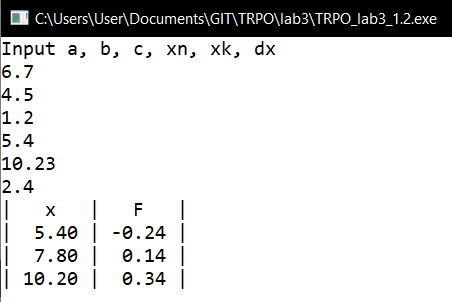 C:\Users\User\Documents\GIT\TRPO\lab3\TRPO_lab3_1.2.exe
Input a, b, c, xn, xk, dx
6.7
4.5
1.2
5.4
10.23
2.4
|   x   |   F   |
|  5.40 | -0.24 |
|  7.80 |  0.14 |
| 10.20 |  0.34 |